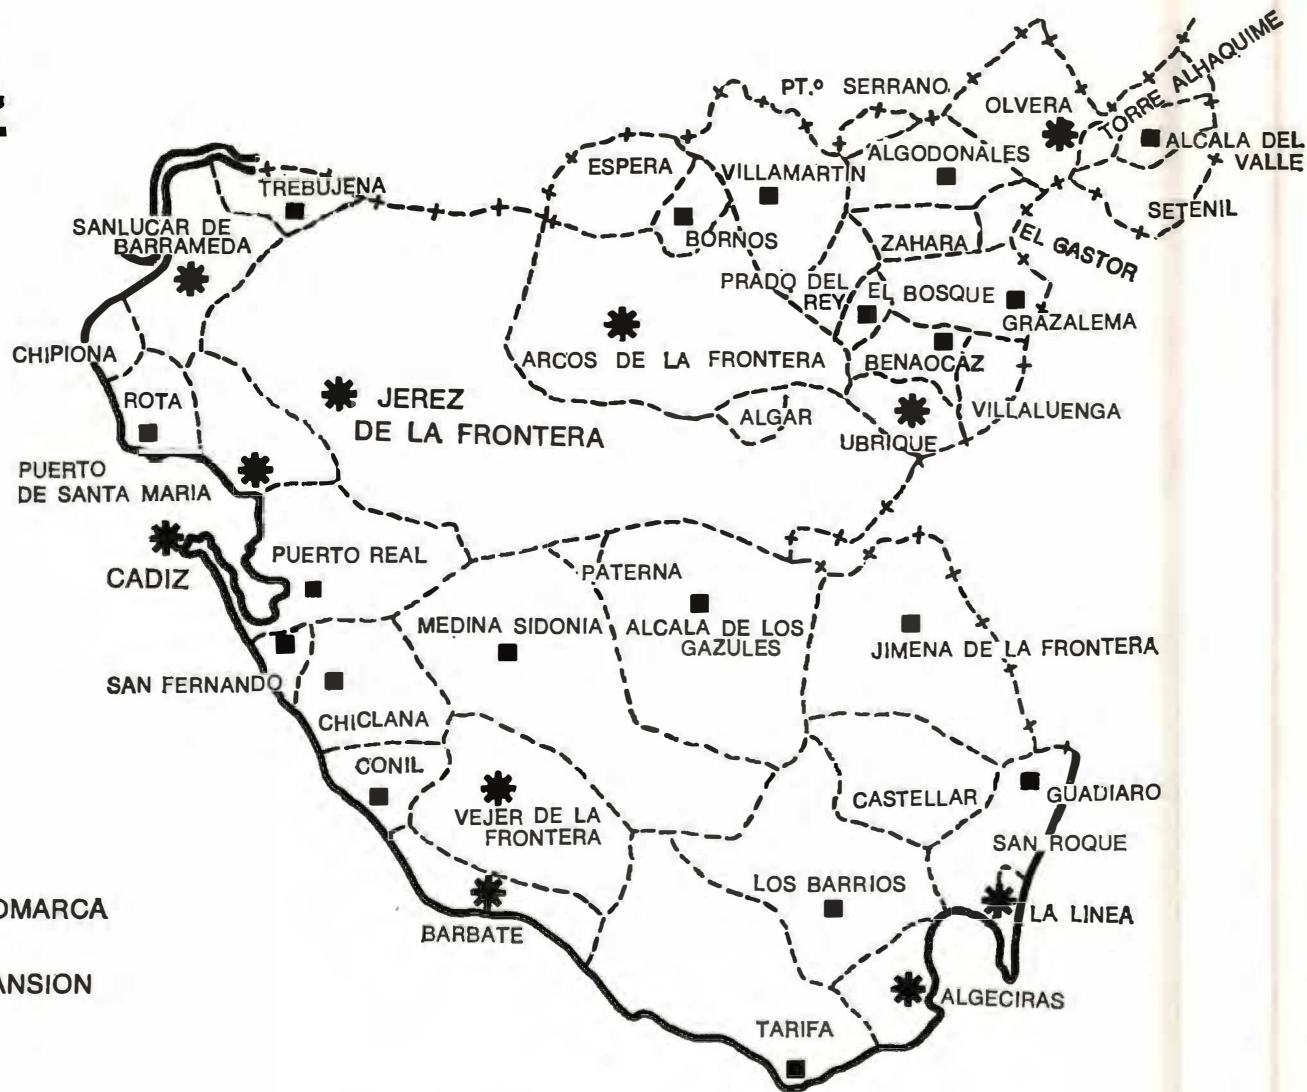 PT.º SERRANO
OLVERA
TORRE ALHAQUIME
ALCALA DEL
VALLE
ESPERA
VILLAMARTIN
ALGODONALES
TREBUJENA
SETENIL
SANLUCAR DE
BARRAMEDA
BORNOS
ZAHARA
EL GASTOR
PRADO DEL
REY
EL BOSQUE
GRAZALEMA
CHIPIONA
ARCOS DE LA FRONTERA
BENAOCAZ
ROTA
JEREZ
DE LA FRONTERA
ALGAR
VILLALUENGA
UBRIQUE
PUERTO
DE SANTA MARIA
CADIZ
PUERTO REAL
PATERNA
MEDINA SIDONIA
ALCALA DE LOS
GAZULES
JIMENA DE LA FRONTERA
SAN FERNANDO
CHICLANA
CONIL
CASTELLAR
GUADIARO
VEJER DE LA
FRONTERA
SAN ROQUE
LOS BARRIOS
LA LINEA
BARBATE
ALGECIRAS
TARIFA
OMARCA
ANSION